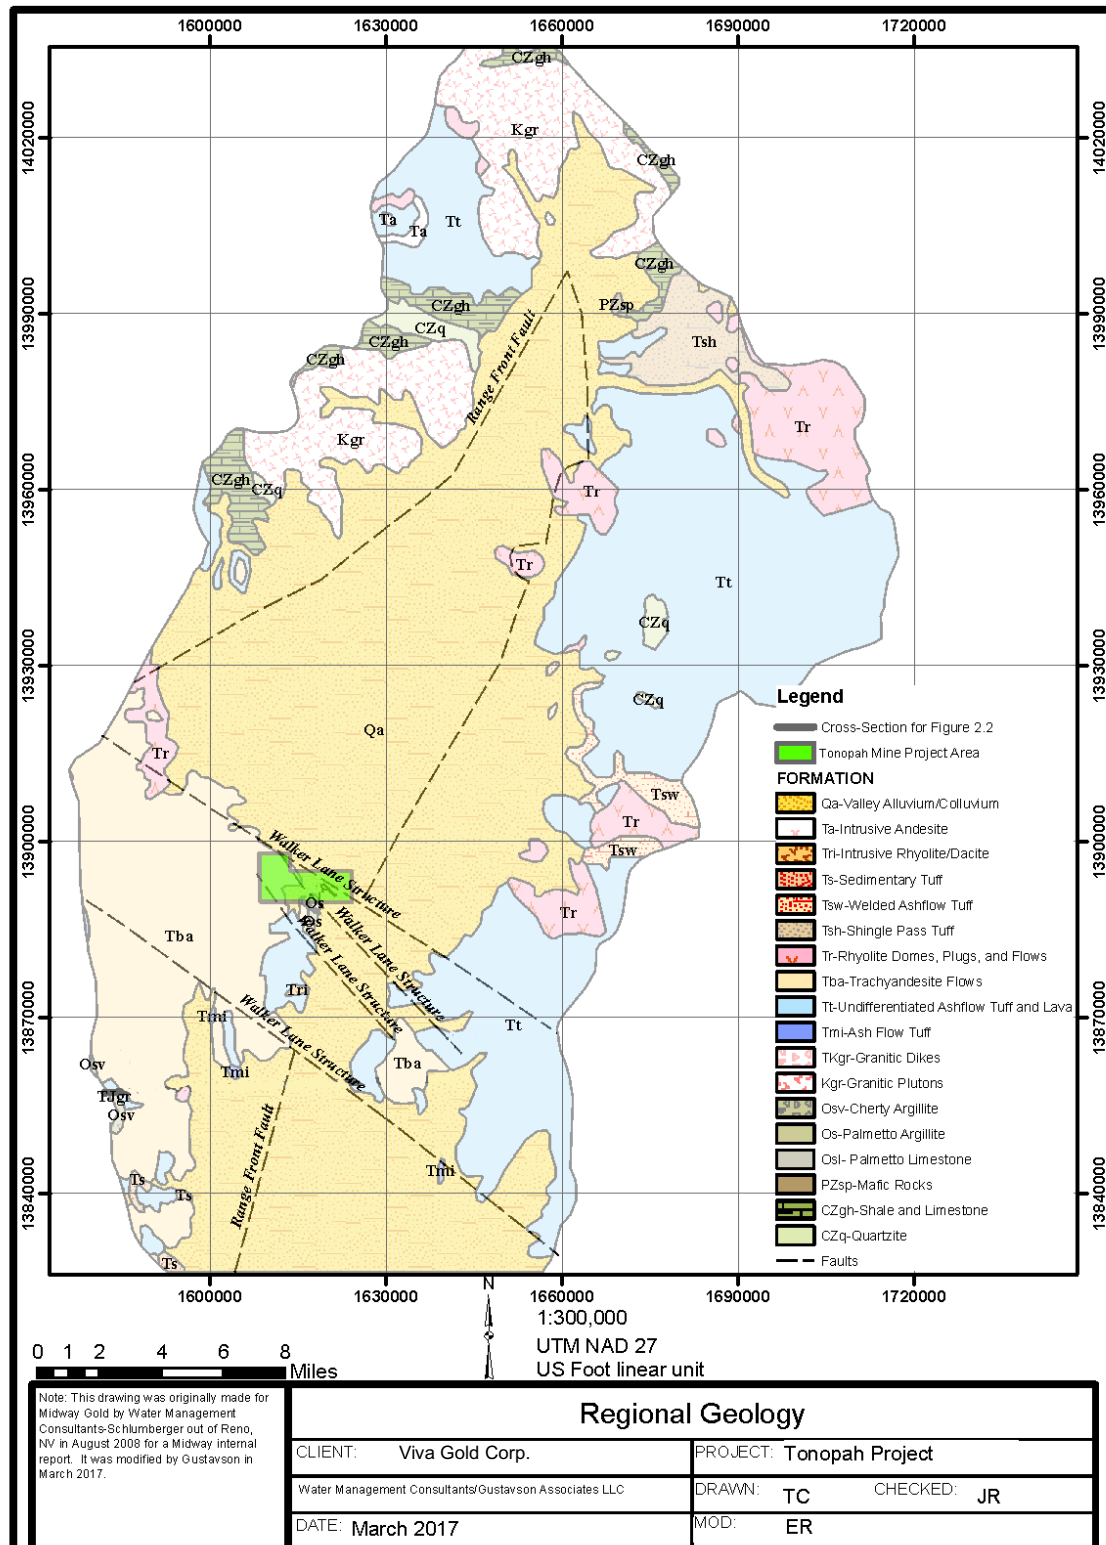 1600000 1630000 1660000 1690000 1720000
CZgh
14020000 Kgr 14020000
CZgh
Ta Tt
Ta
CZgh
13990000 CZgh PZsp 13990000
CZq
CZgh Tsh
CZgh
Range Front Fault
Tr
Kgr
CZgh
CZq Tr
13960000 13960000
Tr
Tt
CZq
13930000 13930000
CZq
Qa
Tr
Tsw
Tr
13900000 Tsw 13900000
Walker Lane Structure
Os
Os
Tr
Walker Lane Structure
Walker Lane Structure
Tba
Tri
13870000 Tmi Tt 13870000
Walker Lane Structure
Tba
Osv Tmi
TJgr
Osv
Range Front Fault
Tmi
13840000 Ts Ts 13840000
Ts
1600000 1630000 1660000 1690000 1720000
Legend
Cross-Section for Figure 2.2
Tonopah Mine Project Area
FORMATION
Qa-Valley Alluvium/Colluvium
Ta-Intrusive Andesite
Tri-Intrusive Rhyolite/Dacite
Ts-Sedimentary Tuff
Tsw-Welded Ashflow Tuff
Tsh-Shingle Pass Tuff
Tr-Rhyolite Domes, Plugs, and Flows
Tba-Trachyandesite Flows
Tt-Undifferentiated Ashflow Tuff and Lava
Tmi-Ash Flow Tuff
TKgr-Granitic Dikes
Kgr-Granitic Plutons
Osv-Cherty Argillite
Os-Palmetto Argillite
Osl- Palmetto Limestone
PZsp-Mafic Rocks
CZgh-Shale and Limestone
CZq-Quartzite
Faults
N
1:300,000
UTM NAD 27
US Foot linear unit
0 1 2 4 6 8
Miles
Note: This drawing was originally made for
Midway Gold by Water Management
Consultants-Schlumberger out of Reno,
NV in August 2008 for a Midway internal
report. It was modified by Gustavson in
March 2017.
Regional Geology
CLIENT: Viva Gold Corp. PROJECT: Tonopah Project
Water Management Consultants/Gustavson Associates LLC DRAWN: TC CHECKED: JR
DATE: March 2017 MOD: ER